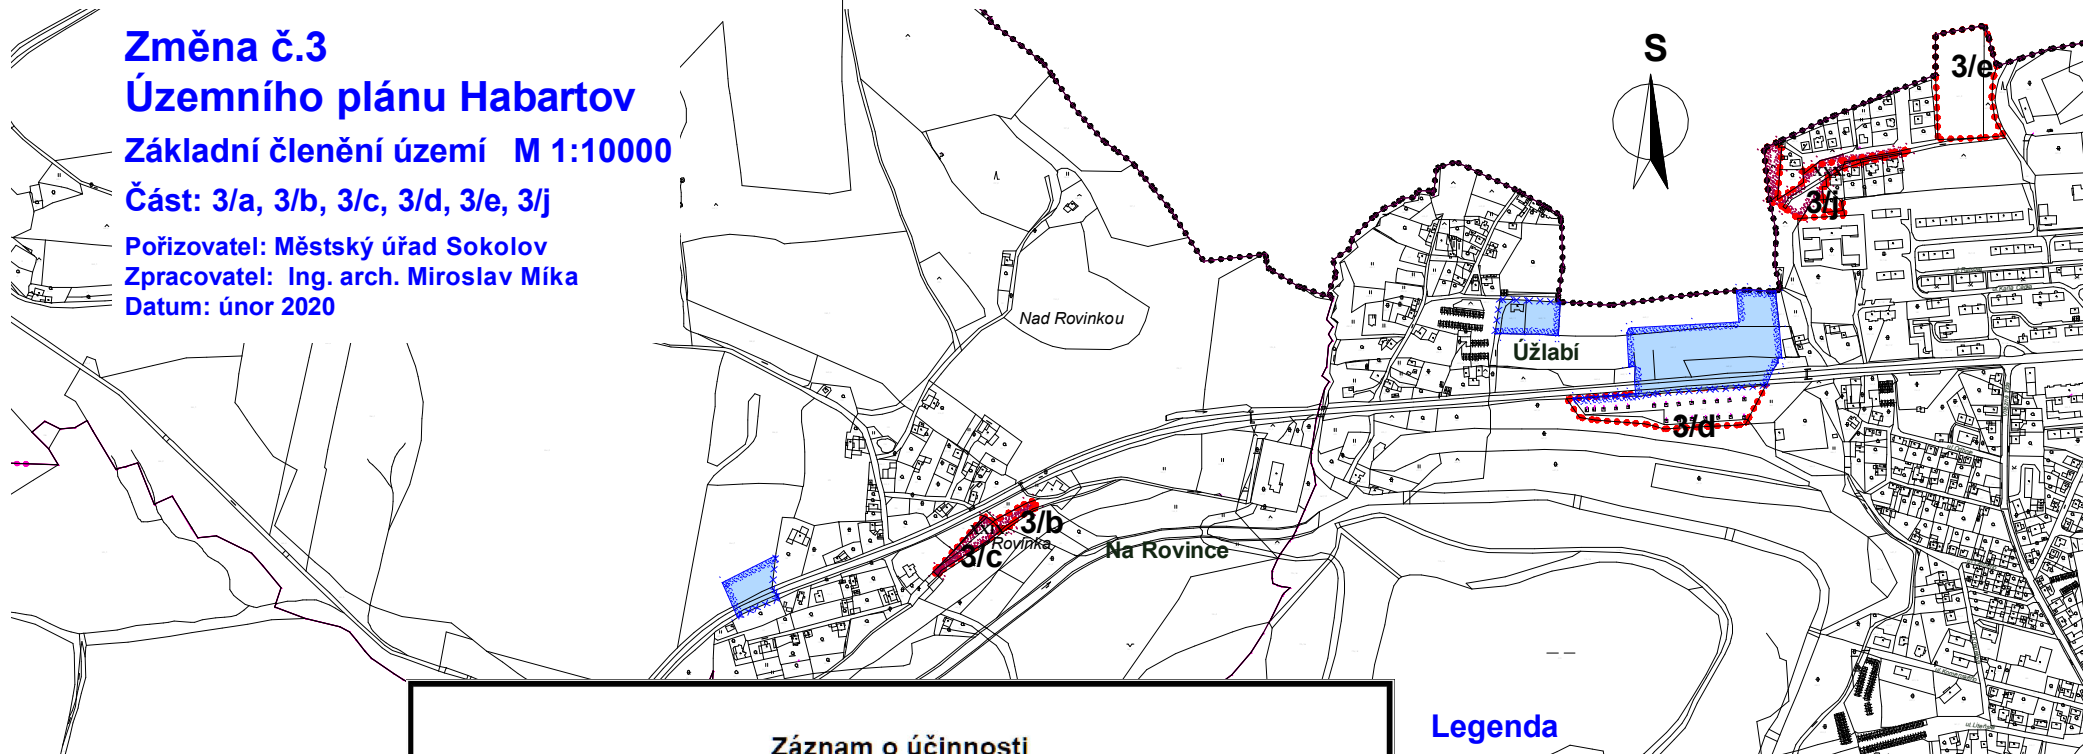 Změna č.3
Územního plánu Habartov
Základní členění území M 1:10000
Část: 3/a, 3/b, 3/c, 3/d, 3/e, 3/j
Pořizovatel: Městský úřad Sokolov
Zpracovatel: Ing. arch. Miroslav Míka
Datum: únor 2020
S
3/e
3/j
Nad Rovinkou
Úžlabí
3/d
3/b
Rovinka
3/c
Na Rovince
Legenda
Záznam o účinnosti